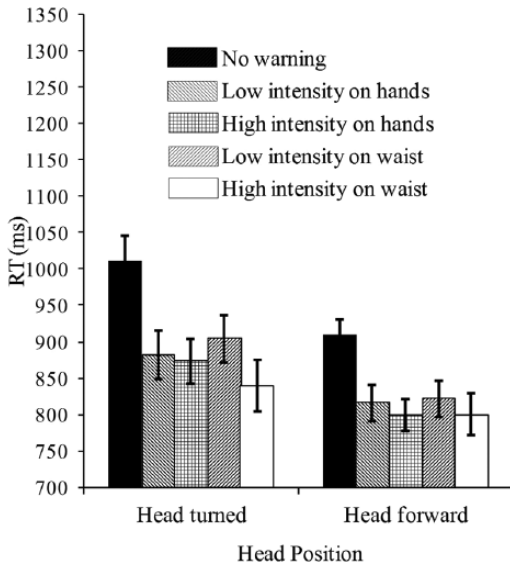 1350
1300
1250
1200
1150
1100
1050
1000
950
900
850
800
750
700
RT (ms)
No warning
Low intensity on hands
High intensity on hands
Low intensity on waist
High intensity on waist
Head turned Head forward
Head Position